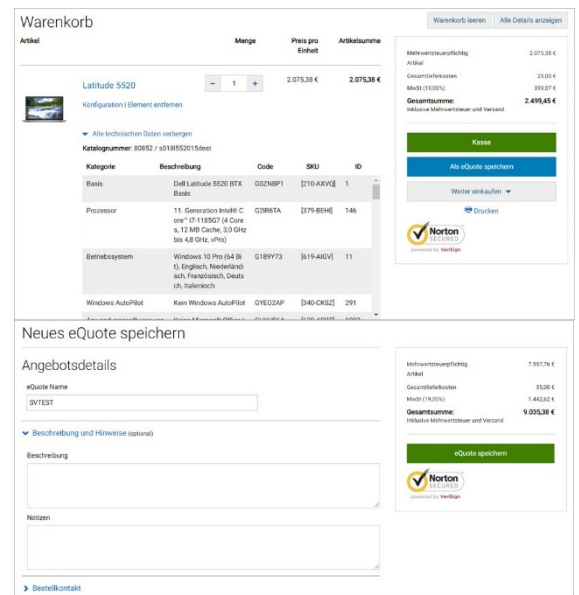 Warenkorb
Warenkorb leeren
Alle Details anzeigen
Artikel Menge Preis pro Einheit Artikelsumme
Latitude 5520 − 1 + 2.075,38 € 2.075,38 €
Konfiguration | Element entfernen
Alle technischen Daten verbergen
Katalognummer: 80852 /
Kategorie Beschreibung Code SKU ID
Basis Dell Latitude 5520 BTX G0ZN8P1 [210-AXVQ] 1
Basis
Prozessor 11. Generation Intel® C G2IR6TA [379-BEHI] 146
ore™ i7-1185G7 (4 Core
s, 12 MB Cache, 3,0 GHz
bis 4,8 GHz, vPro)
Betriebssystem Windows 10 Pro (64 Bi G189Y73 [619-AIGV] 11
t), Englisch, Niederländi
sch, Französisch, Deuts
ch, Italienisch
Windows AutoPilot Kein Windows AutoPilot GYEO2AP [340-CKSZ] 291
Mehrwertsteuerpflichtig 2.075,38 €
Artikel
Gesamtlieferkosten 25,00 €
MwSt (19,00%) 399,07 €
Gesamtsumme: 2.499,45 €
Inklusive Mehrwertsteuer und Versand
Kasse
Als eQuote speichern
Weiter einkaufen
Drucken
Norton
SECURED
powered by VeriSign
Neues eQuote speichern
Angebotsdetails
eQuote Name
SVTEST
Beschreibung und Hinweise (optional)
Beschreibung
Notizen
Bestellkontakt
Mehrwertsteuerpflichtig 7.557,76 €
Artikel
Gesamtlieferkosten 35,00 €
MwSt (19,00%) 1.442,62 €
Gesamtsumme: 9.035,38 €
Inklusive Mehrwertsteuer und Versand
eQuote speichern
Norton
SECURED
powered by VeriSign